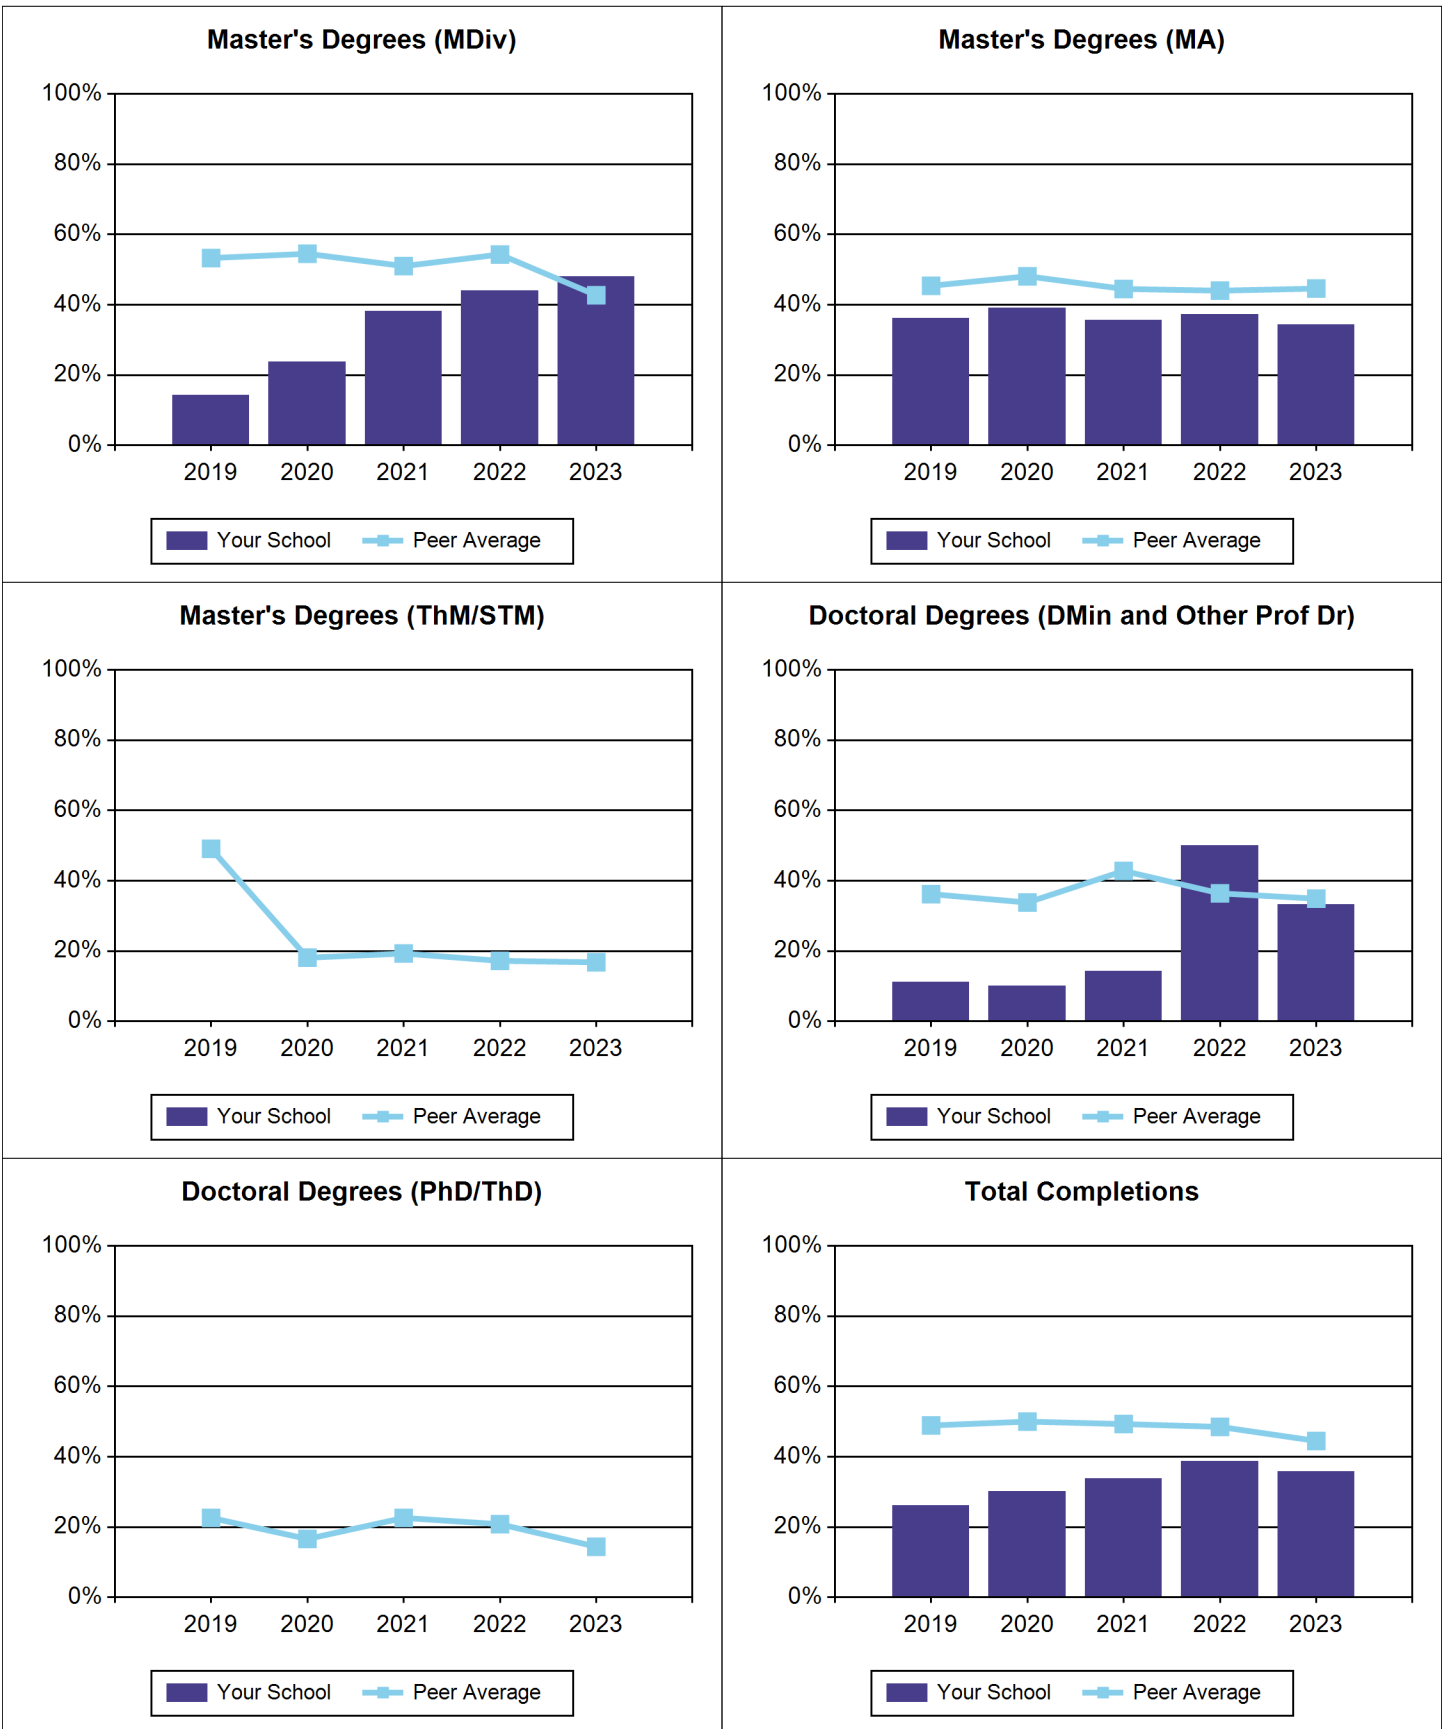 Master's Degrees (MDiv)
100%
80%
60%
40%
20%
0%
2019 2020 2021 2022 2023
Your School Peer Average
Master's Degrees (MA)
100%
80%
60%
40%
20%
0%
2019 2020 2021 2022 2023
Your School Peer Average
Master's Degrees (ThM/STM)
100%
80%
60%
40%
20%
0%
2019 2020 2021 2022 2023
Your School Peer Average
Doctoral Degrees (DMin and Other Prof Dr)
100%
80%
60%
40%
20%
0%
2019 2020 2021 2022 2023
Your School Peer Average
Doctoral Degrees (PhD/ThD)
100%
80%
60%
40%
20%
0%
2019 2020 2021 2022 2023
Your School Peer Average
Total Completions
100%
80%
60%
40%
20%
0%
2019 2020 2021 2022 2023
Your School Peer Average